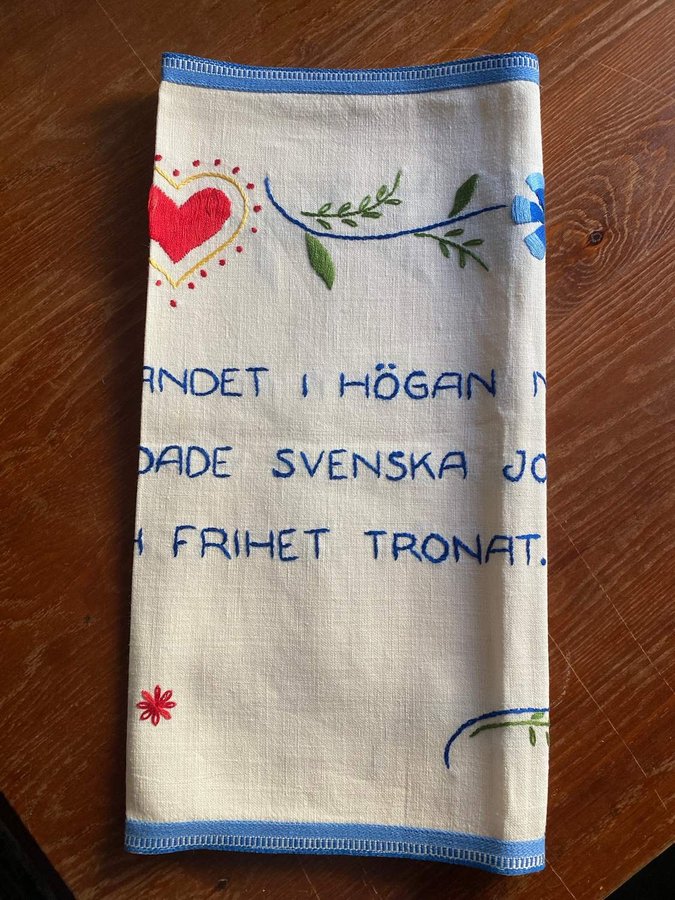 ANDET I HÖGAN N
DADE SVENSKA JO
H FRIHET TRONAT.